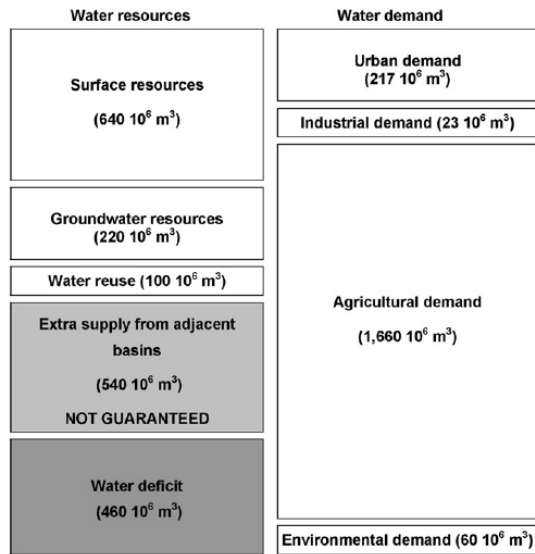 Water resources
Surface resources
(640 10⁶ m³)
Groundwater resources
(220 10⁶ m³)
Water reuse (100 10⁶ m³)
Extra supply from adjacent
basins
(540 10⁶ m³)
NOT GUARANTEED
Water deficit
(460 10⁶ m³)
Water demand
Urban demand
(217 10⁶ m³)
Industrial demand (23 10⁶ m³)
Agricultural demand
(1,660 10⁶ m³)
Environmental demand (60 10⁶ m³)